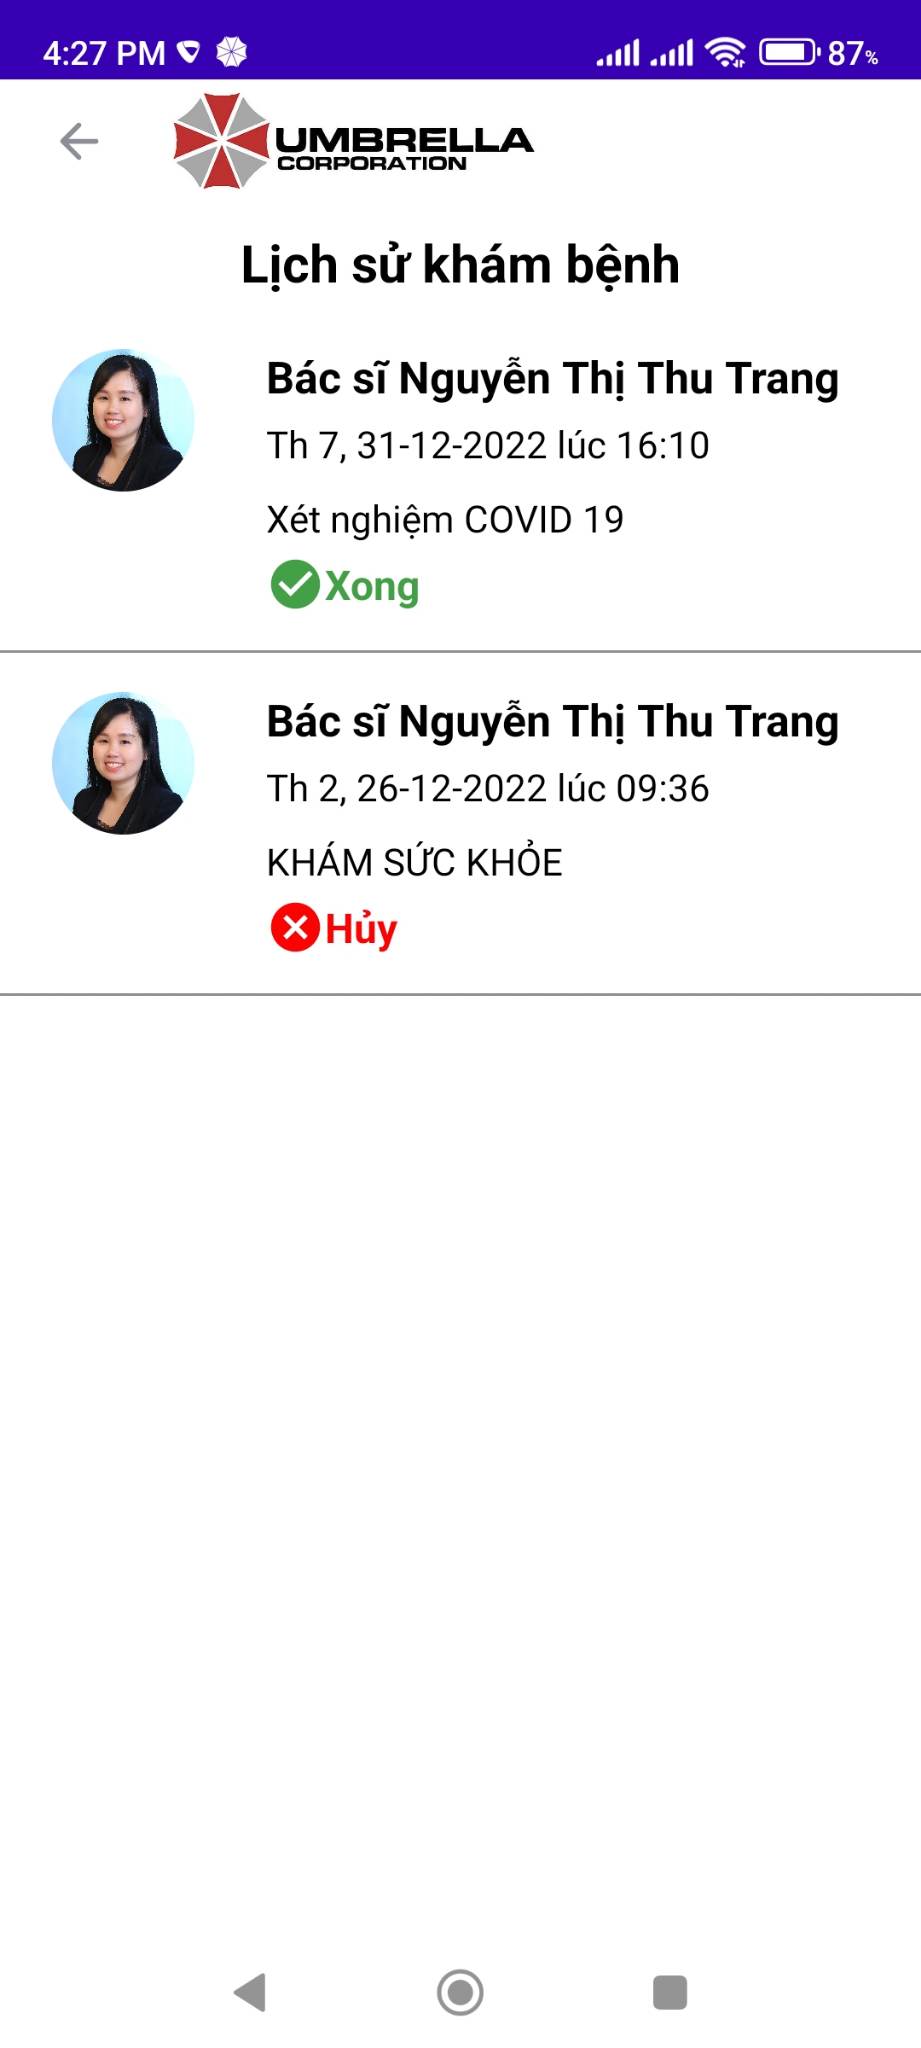 4:27 PM
87%
UMBRELLA
CORPORATION
Lịch sử khám bệnh
Bác sĩ Nguyễn Thị Thu Trang
Th 7, 31-12-2022 lúc 16:10
Xét nghiệm COVID 19
Xong
Bác sĩ Nguyễn Thị Thu Trang
Th 2, 26-12-2022 lúc 09:36
KHÁM SỨC KHỎE
Hủy